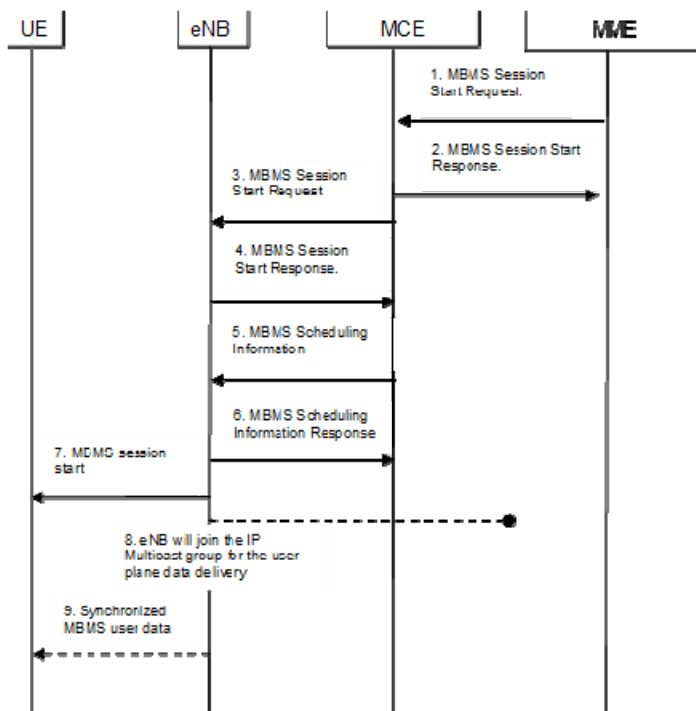 UE
eNB
MCE
MME
1. MBMS Session
Start Request.
2. MBMS Session Start
Response.
3. MBMS Session
Start Request
4. MBMS Session
Start Response.
5. MBMS Scheduling
Information
6. MBMS Scheduling
Information Response
7. MBMS session
start
8. eNB will join the IP
Multicast group for the user
plane data delivery
9. Synchronized
MBMS user data